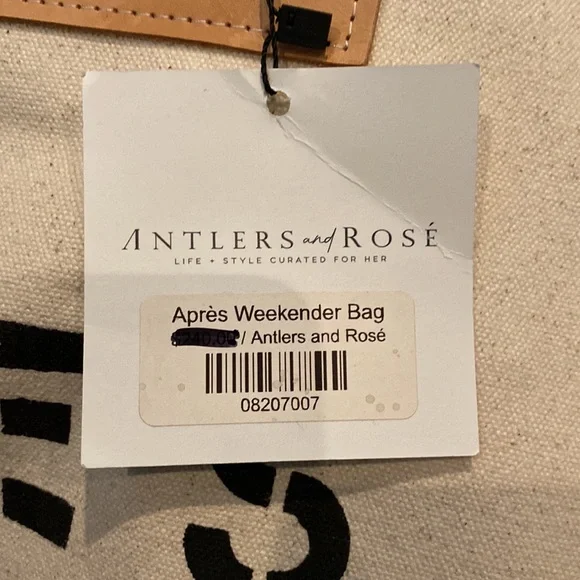 ANTLERS and ROSÉ
LIFE + STYLE CURATED FOR HER
Après Weekender Bag
/ Antlers and Rosé
08207007